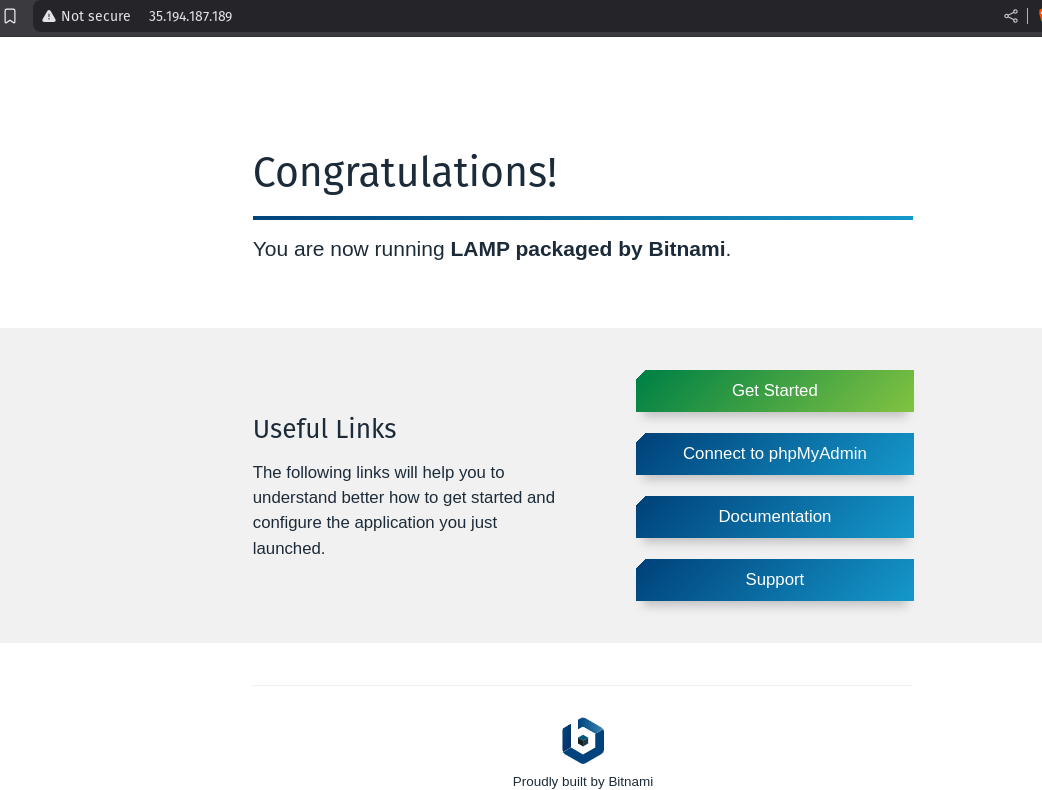 Not secure 35.194.187.189
Congratulations!
You are now running LAMP packaged by Bitnami.
Useful Links
The following links will help you to
understand better how to get started and
configure the application you just
launched.
Get Started
Connect to phpMyAdmin
Documentation
Support
Proudly built by Bitnami